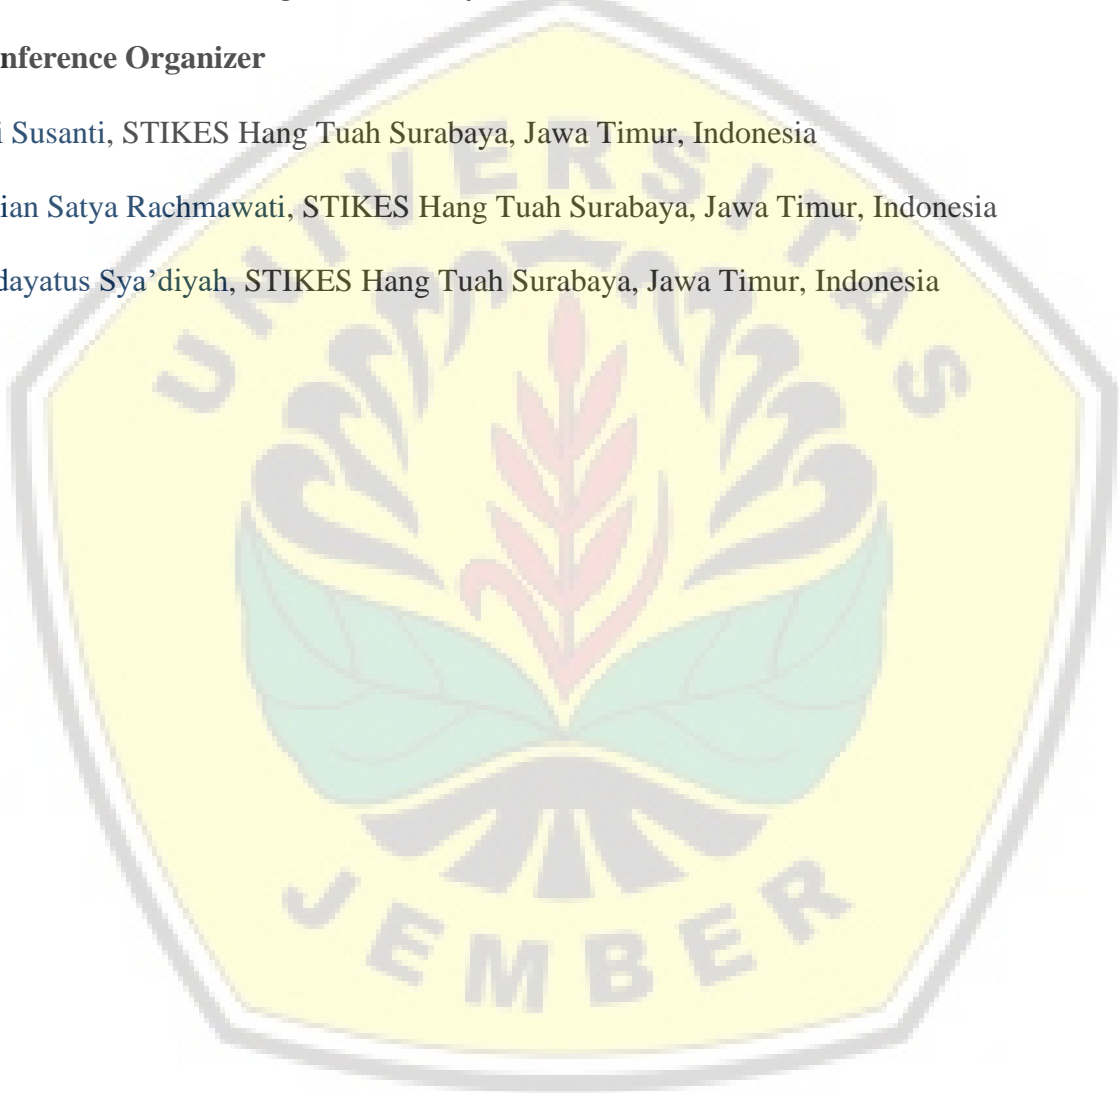 nference Organizer
i Susanti, STIKES Hang Tuah Surabaya, Jawa Timur, Indonesia
ian Satya Rachmawati, STIKES Hang Tuah Surabaya, Jawa Timur, Indonesia
dayatus Sya’diyah, STIKES Hang Tuah Surabaya, Jawa Timur, Indonesia
UNIVERSITAS
JEMBER